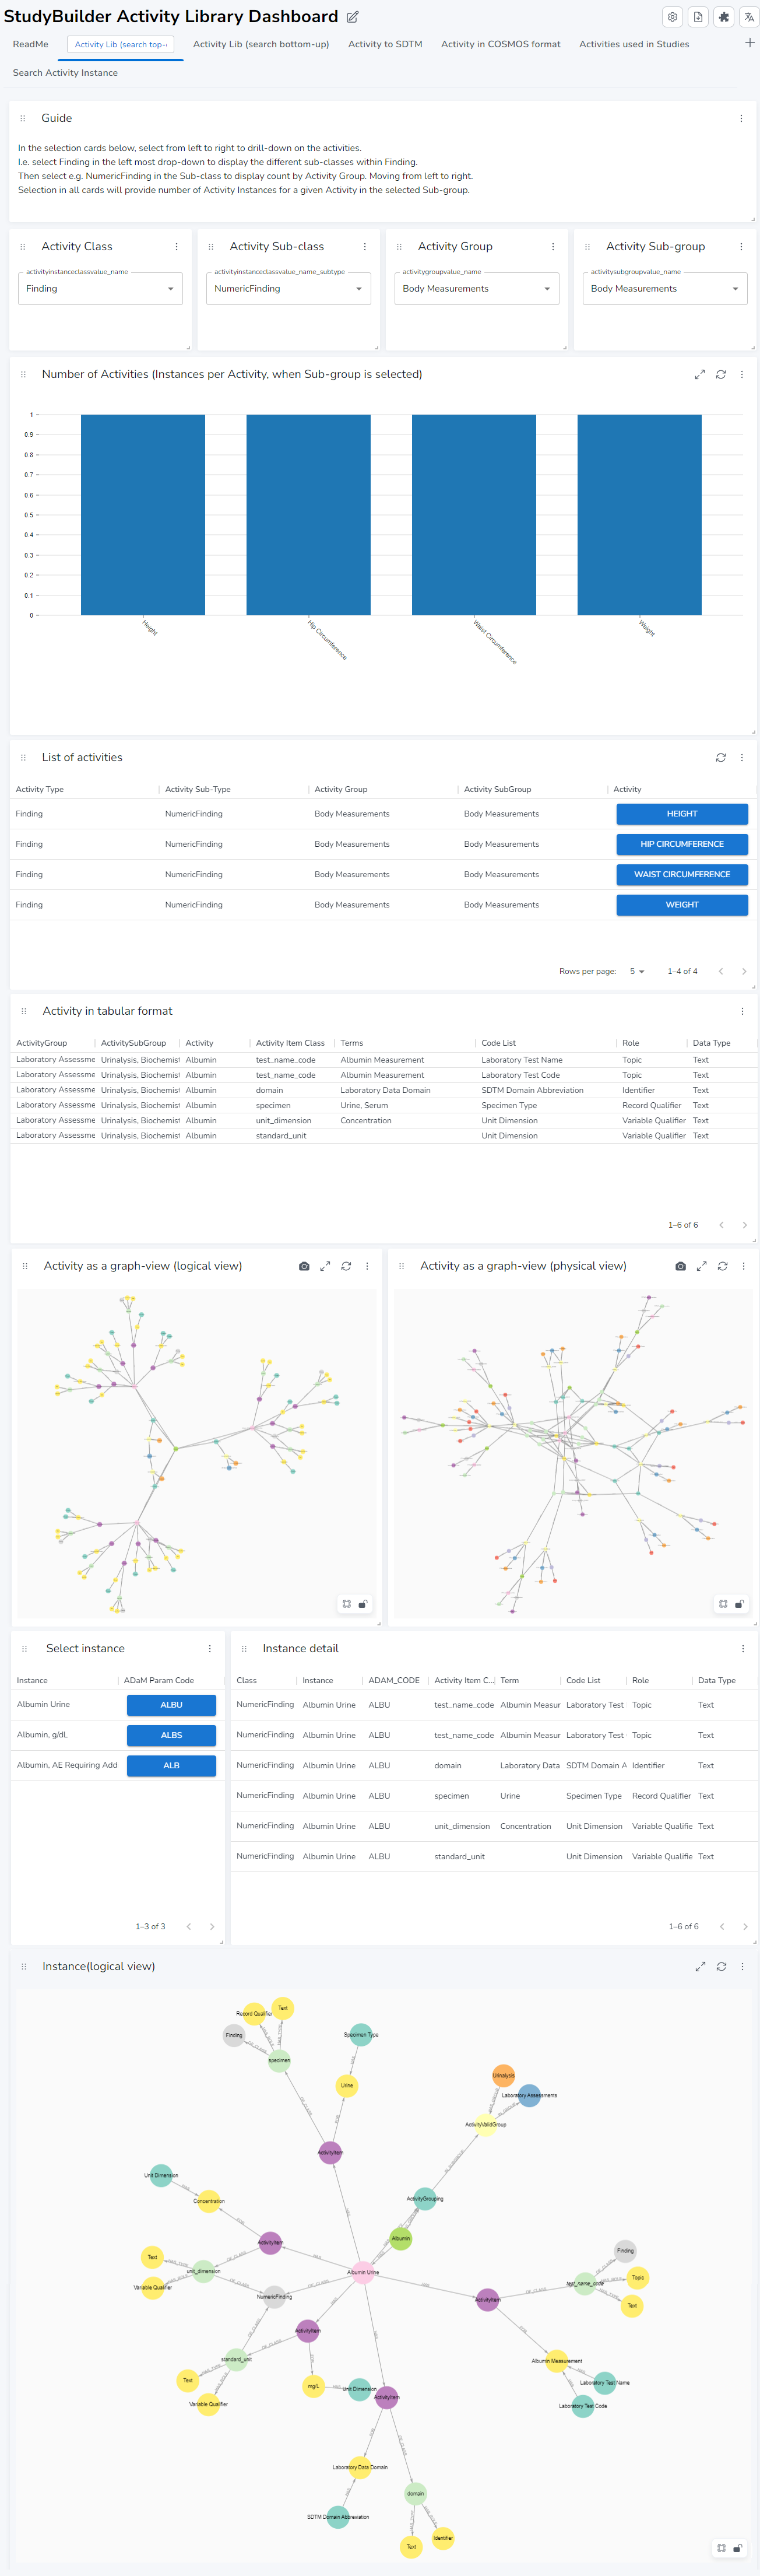 StudyBuilder Activity Library Dashboard
ReadMe
Activity Lib (search top--
Activity Lib (search bottom-up)
Activity to SDTM
Activity in COSMOS format
Activities used in Studies
Search Activity Instance
Guide
In the selection cards below, select from left to right to drill-down on the activities.
I.e. select Finding in the left most drop-down to display the different sub-classes within Finding.
Then select e.g. NumericFinding in the Sub-class to display count by Activity Group. Moving from left to right.
Selection in all cards will provide number of Activity Instances for a given Activity in the selected Sub-group.
Activity Class
Activity Sub-class
Activity Group
Activity Sub-group
activityinstanceclassvalue_name
activityinstanceclassvalue_name_subtype
activitygroupvalue_name
activitysubgroupvalue_name
Finding
NumericFinding
Body Measurements
Body Measurements
Number of Activities (Instances per Activity, when Sub-group is selected)
1
0.9
0.8
0.7
0.6
0.5
0.4
0.3
0.2
0.1
0
Height
Hip Circumference
Waist Circumference
Weight
List of activities
Activity Type Activity Sub-Type Activity Group Activity SubGroup Activity
Finding NumericFinding Body Measurements Body Measurements HEIGHT
Finding NumericFinding Body Measurements Body Measurements HIP CIRCUMFERENCE
Finding NumericFinding Body Measurements Body Measurements WAIST CIRCUMFERENCE
Finding NumericFinding Body Measurements Body Measurements WEIGHT
Rows per page: 5 1–4 of 4
Activity in tabular format
ActivityGroup ActivitySubGroup Activity Activity Item Class Terms Code List Role Data Type
Laboratory Assessme Urinalysis, Biochemist Albumin test_name_code Albumin Measurement Laboratory Test Name Topic Text
Laboratory Assessme Urinalysis, Biochemist Albumin test_name_code Albumin Measurement Laboratory Test Code Topic Text
Laboratory Assessme Urinalysis, Biochemist Albumin domain Laboratory Data Domain SDTM Domain Abbreviation Identifier Text
Laboratory Assessme Urinalysis, Biochemist Albumin specimen Urine, Serum Specimen Type Record Qualifier Text
Laboratory Assessme Urinalysis, Biochemist Albumin unit_dimension Concentration Unit Dimension Variable Qualifier Text
Laboratory Assessme Urinalysis, Biochemist Albumin standard_unit Unit Dimension Variable Qualifier Text
1–6 of 6
Activity as a graph-view (logical view)
Activity as a graph-view (physical view)
Select instance
Instance ADaM Param Code
Albumin Urine ALBU
Albumin, g/dL ALBS
Albumin, AE Requiring Add ALB
1–3 of 3
Instance detail
Class Instance ADAM_CODE Activity Item C... Term Code List Role Data Type
NumericFinding Albumin Urine ALBU test_name_code Albumin Measur Laboratory Test Topic Text
NumericFinding Albumin Urine ALBU test_name_code Albumin Measur Laboratory Test Topic Text
NumericFinding Albumin Urine ALBU domain Laboratory Data SDTM Domain A Identifier Text
NumericFinding Albumin Urine ALBU specimen Urine Specimen Type Record Qualifier Text
NumericFinding Albumin Urine ALBU unit_dimension Concentration Unit Dimension Variable Qualifie Text
NumericFinding Albumin Urine ALBU standard_unit Unit Dimension Variable Qualifie Text
1–6 of 6
Instance(logical view)
Text
Record Qualifier
Finding
Specimen Type
specimen
Urinalysis
Urine
Laboratory Assessments
ActivityValidGroup
ActivityItem
Unit Dimension
Concentration
ActivityGrouping
Albumin
ActivityItem
Finding
Text
unit_dimension
Albumin Urine
Topic
test_name_code
Variable Qualifier
NumericFinding
ActivityItem
Text
ActivityItem
standard_unit
Albumin Measurement
Text
mg/L
Unit Dimension
Laboratory Test Name
ActivityItem
Variable Qualifier
Laboratory Test Code
Laboratory Data Domain
domain
SDTM Domain Abbreviation
Identifier
Text